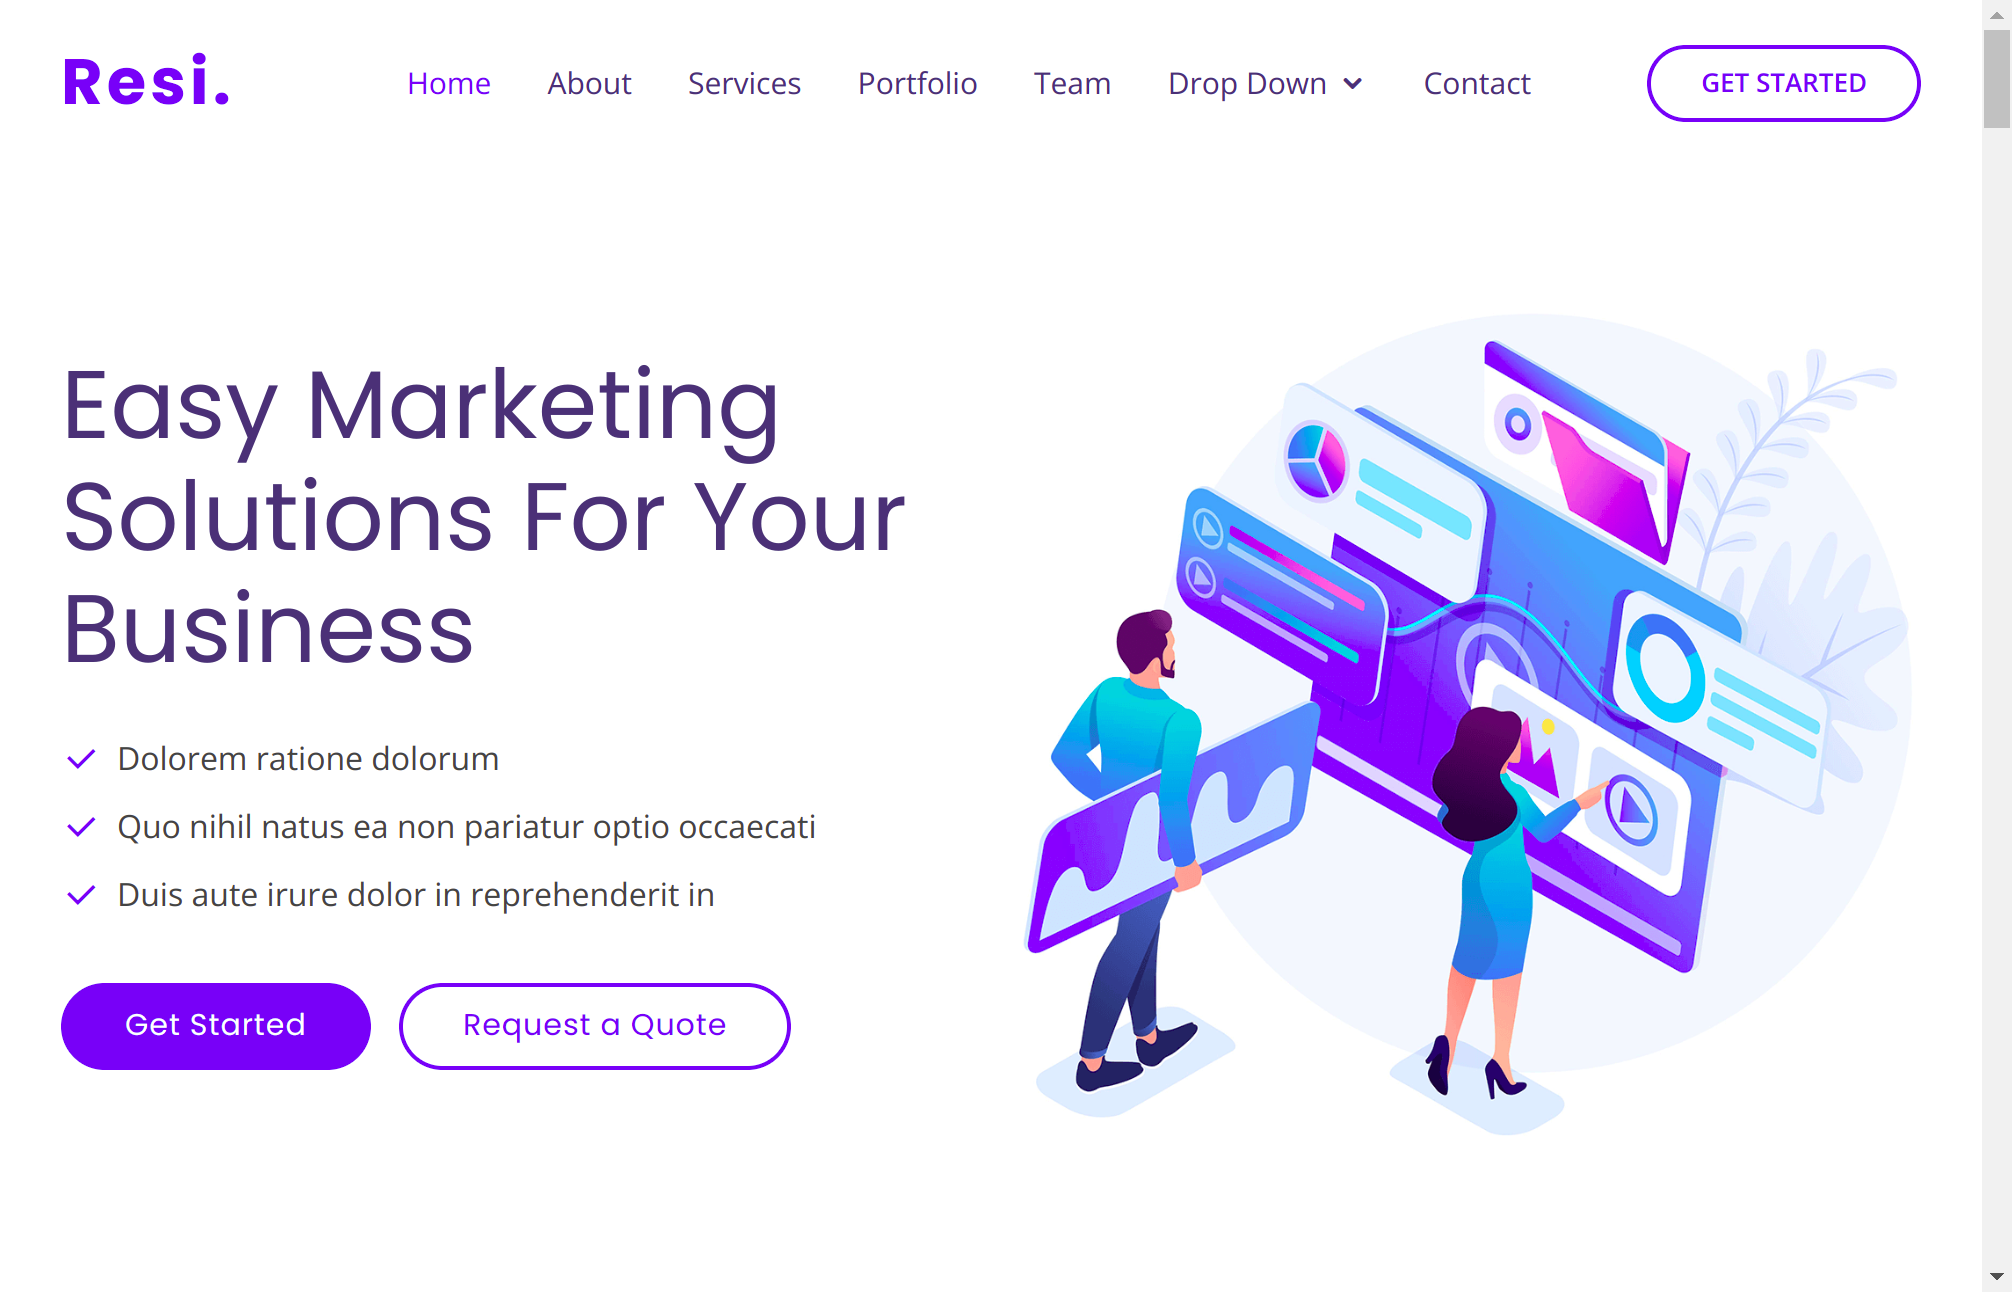 Resi.
Home About Services Portfolio Team Drop Down Contact
GET STARTED
Easy Marketing
Solutions For Your
Business
Dolorem ratione dolorum
Quo nihil natus ea non pariatur optio occaecati
Duis aute irure dolor in reprehenderit in
Get Started
Request a Quote